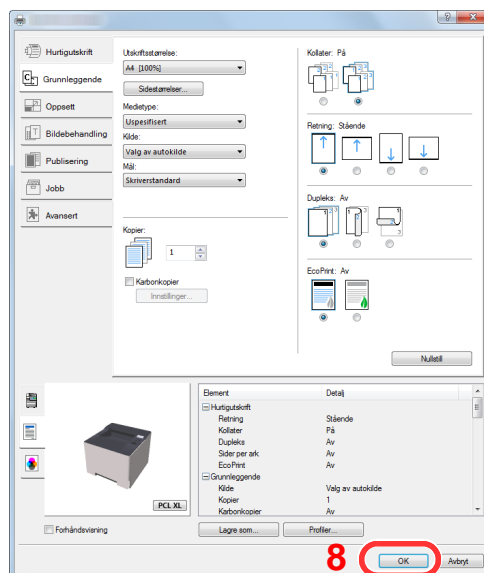 Hurtigutskrift
Grunnleggende
Oppsett
Bildebehandling
Publisering
Jobb
Avansert
Utskriftsstørrelse:
A4 [100%]
Sidestørrelser...
Medietype:
Uspesifisert
Kilde:
Valg av autokilde
Mål:
Skriverstandard
Kopier:
1
Karbonkopier
Innstillinger...
Kollater: På
Retning: Stående
Dupleks: Av
EcoPrint: Av
Nullstill
PCL XL
Forhåndsvisning
Element Detalj
Hurtigutskrift
Retning Stående
Kollater På
Dupleks Av
Sider per ark Av
EcoPrint Av
Grunnleggende
Kilde Valg av autokilde
Kopier 1
Karbonkopier Av
Lagre som... Profiler...
8 OK Avbryt